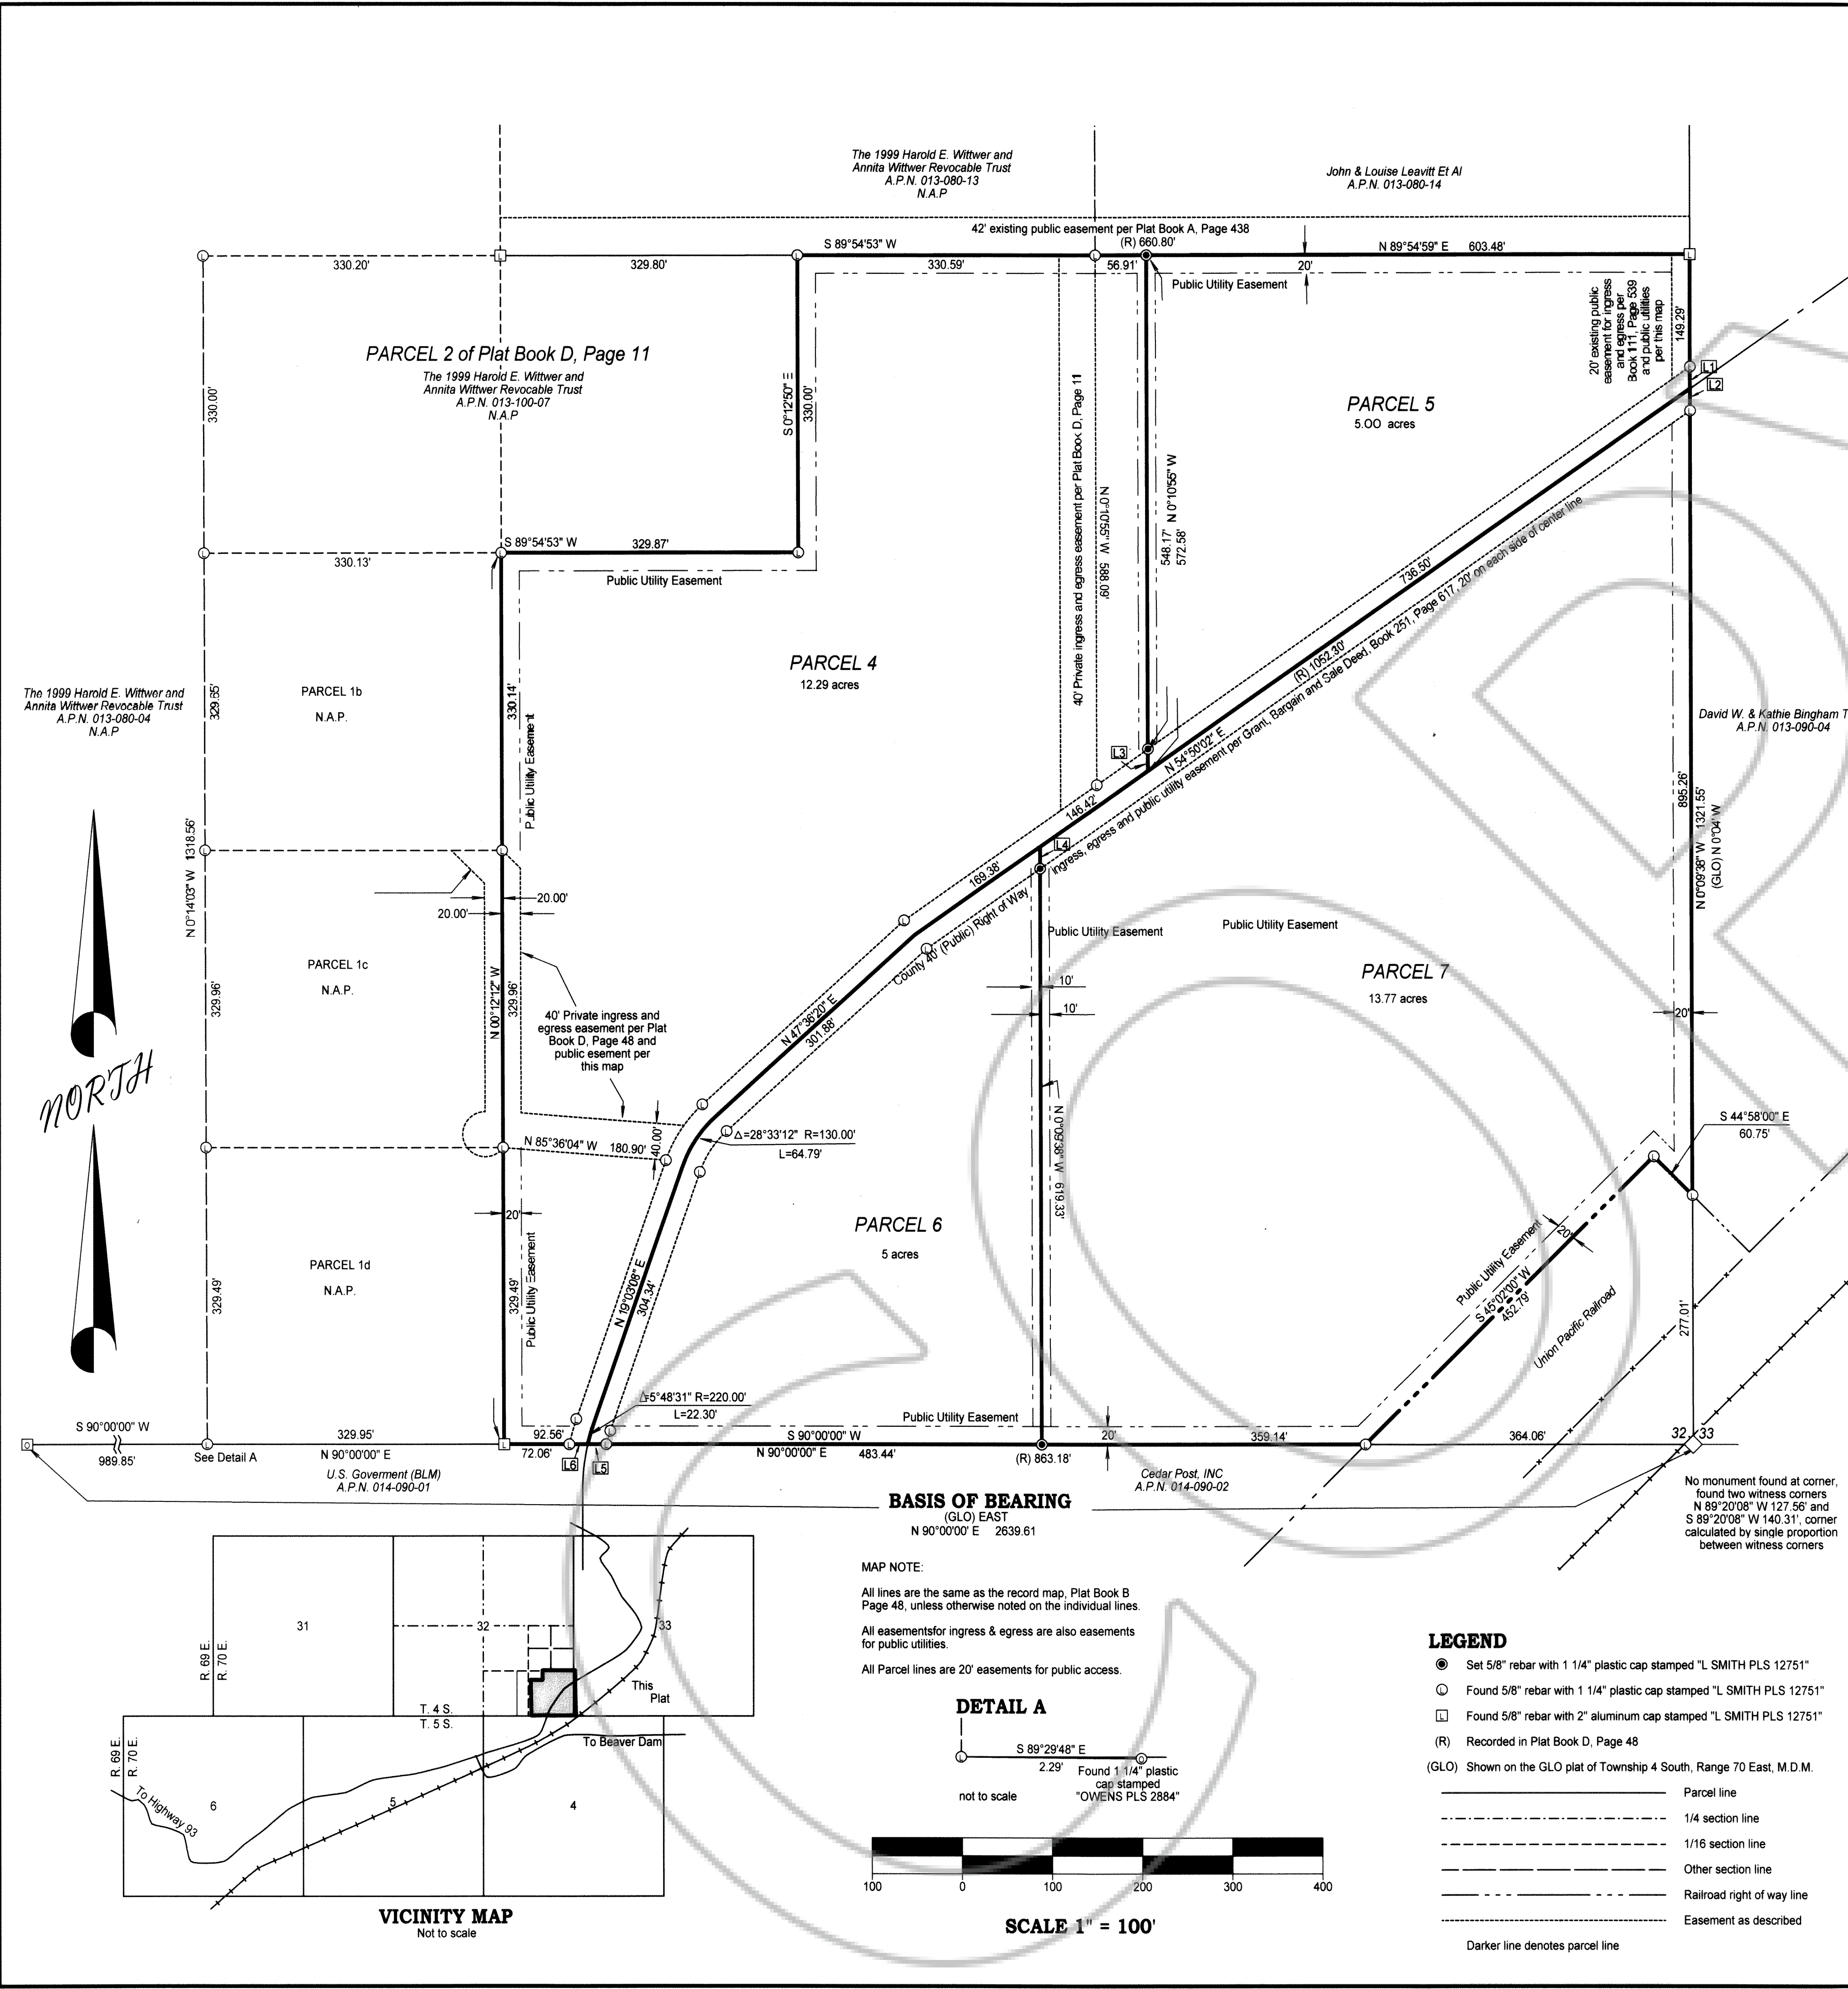 The 1999 Harold E. Wittwer and
Annita Wittwer Revocable Trust
A.P.N. 013-080-13
N.A.P
John & Louise Leavitt Et Al
A.P.N. 013-080-14
42' existing public easement per Plat Book A, Page 438
S 89°54'53" W
(R) 660.80'
N 89°54'59" E 603.48'
330.20'
329.80'
330.59'
56.91'
20'
Public Utility Easement
20' existing public
easement for ingress
and egress per
Book 111, Page 539
and public utilities
per this map
149.29'
L1
L2
PARCEL 2 of Plat Book D, Page 11
The 1999 Harold E. Wittwer and
Annita Wittwer Revocable Trust
A.P.N. 013-100-07
N.A.P
330.00'
S 0°12'50" E
330.00'
40' Private ingress and egress easement per Plat Book D, Page 11
N 0°10'55" W 588.09'
548.17' N 0°10'55" W
572.58'
PARCEL 5
5.OO acres
S 89°54'53" W
329.87'
330.13'
Public Utility Easement
736.50'
(R) 1052.30'
N 54°50'02" E
Ingress, egress and public utility easement per Grant, Bargain and Sale Deed, Book 251, Page 617, 20' on each side of center line
PARCEL 4
12.29 acres
The 1999 Harold E. Wittwer and
Annita Wittwer Revocable Trust
A.P.N. 013-080-04
N.A.P
329.65'
PARCEL 1b
N.A.P.
330.14'
Public Utility Easement
L3
146.42'
L4
David W. & Kathie Bingham T
A.P.N. 013-090-04
895.26'
N 0°09'38" W 1321.55'
(GLO) N 0°04' W
N 0°14'03" W 1318.56'
169.38'
20.00'
20.00'
County 40' (Public) Right of Way
Public Utility Easement
Public Utility Easement
PARCEL 1c
N.A.P.
329.96'
N 00°12'12" W
329.96'
40' Private ingress and
egress easement per Plat
Book D, Page 48 and
public esement per
this map
N 47°36'20" E
301.88'
10'
10'
PARCEL 7
13.77 acres
20'
NORTH
N 85°36'04" W 180.90'
40.00'
Δ=28°33'12" R=130.00'
L=64.79'
N 0°09'38" W 619.33'
S 44°58'00" E
60.75'
20'
PARCEL 6
5 acres
PARCEL 1d
N.A.P.
329.49'
329.49'
Public Utility Easement
N 19°03'08" E
304.34'
Public Utility Easement
20'
S 45°02'00" W
452.79'
Union Pacific Railroad
277.01'
Δ=5°48'31" R=220.00'
L=22.30'
Public Utility Easement
S 90°00'00" W
989.85'
See Detail A
329.95'
N 90°00'00" E
92.56'
72.06'
L6
L5
S 90°00'00" W
N 90°00'00" E
483.44'
(R) 863.18'
20'
359.14'
364.06'
32
33
U.S. Goverment (BLM)
A.P.N. 014-090-01
Cedar Post, INC
A.P.N. 014-090-02
No monument found at corner,
found two witness corners
N 89°20'08" W 127.56' and
S 89°20'08" W 140.31', corner
calculated by single proportion
between witness corners
BASIS OF BEARING
(GLO) EAST
N 90°00'00' E 2639.61
MAP NOTE:
All lines are the same as the record map, Plat Book B
Page 48, unless otherwise noted on the individual lines.
All easementsfor ingress & egress are also easements
for public utilities.
All Parcel lines are 20' easements for public access.
31
32
33
R. 69 E.
R. 70 E.
This
Plat
T. 4 S.
T. 5 S.
R. 69 E.
R. 70 E.
To Beaver Dam
To Highway 93
6
5
4
VICINITY MAP
Not to scale
DETAIL A
L
S 89°29'48" E
2.29'
O
Found 1 1/4" plastic
cap stamped
"OWENS PLS 2884"
not to scale
100
0
100
200
300
400
SCALE 1" = 100'
LEGEND
Set 5/8" rebar with 1 1/4" plastic cap stamped "L SMITH PLS 12751"
L Found 5/8" rebar with 1 1/4" plastic cap stamped "L SMITH PLS 12751"
L Found 5/8" rebar with 2" aluminum cap stamped "L SMITH PLS 12751"
(R) Recorded in Plat Book D, Page 48
(GLO) Shown on the GLO plat of Township 4 South, Range 70 East, M.D.M.
Parcel line
1/4 section line
1/16 section line
Other section line
Railroad right of way line
Easement as described
Darker line denotes parcel line